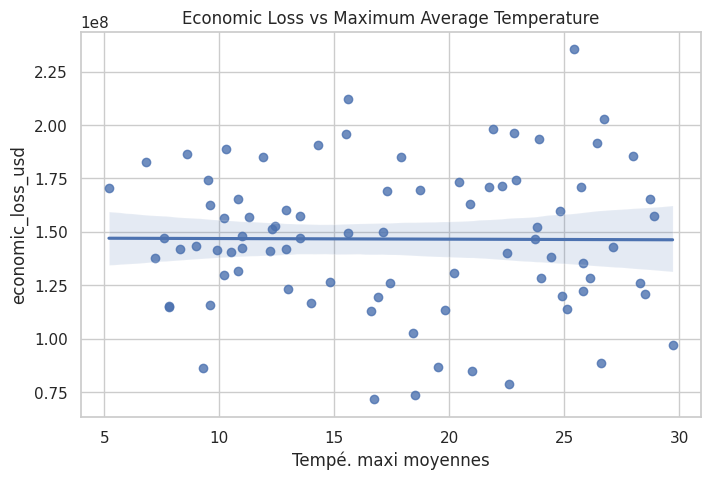 Economic Loss vs Maximum Average Temperature
1e8
2.25
2.00
1.75
1.50
1.25
1.00
0.75
economic_loss_usd
5 10 15 20 25 30
Tempé. maxi moyennes